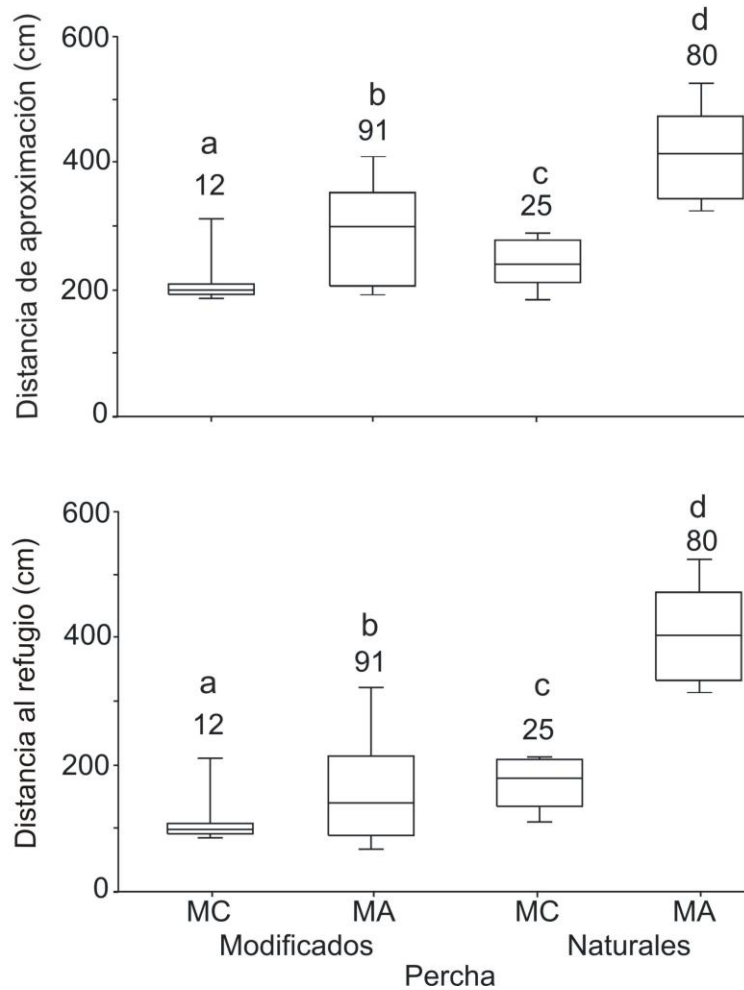 Distancia de aproximación (cm)
600
400
200
0
a
12
b
91
c
25
d
80
Distancia al refugio (cm)
600
400
200
0
a
12
b
91
c
25
d
80
MC MA MC MA
Modificados Naturales
Percha